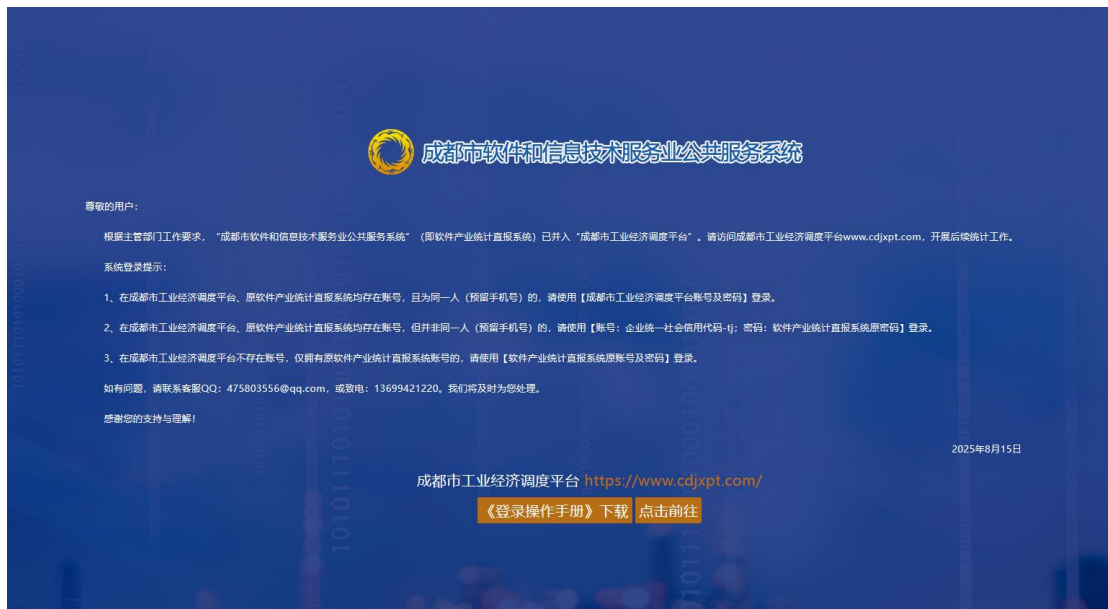 成都市软件和信息技术服务业公共服务系统
尊敬的用户：
根据主管部门工作要求，“成都市软件和信息技术服务业公共服务系统”（即软件产业统计直报系统）已并入“成都市工业经济调度平台”。请访问成都市工业经济调度平台www.cdjxpt.com，开展后续统计工作。
系统登录提示：
1、在成都市工业经济调度平台、原软件产业统计直报系统均存在账号，且为同一人（预留手机号）的，请使用【成都市工业经济调度平台账号及密码】登录。
2、在成都市工业经济调度平台、原软件产业统计直报系统均存在账号，但并非同一人（预留手机号）的，请使用【账号：企业统一社会信用代码-tj；密码：软件产业统计直报系统原密码】登录。
3、在成都市工业经济调度平台不存在账号，仅拥有原软件产业统计直报系统账号的，请使用【软件产业统计直报系统原账号及密码】登录。
如有问题，请联系客服QQ：475803556@qq.com，或致电：13699421220。我们将及时为您处理。
感谢您的支持与理解！
2025年8月15日
成都市工业经济调度平台 https://www.cdjxpt.com/
《登录操作手册》下载 点击前往